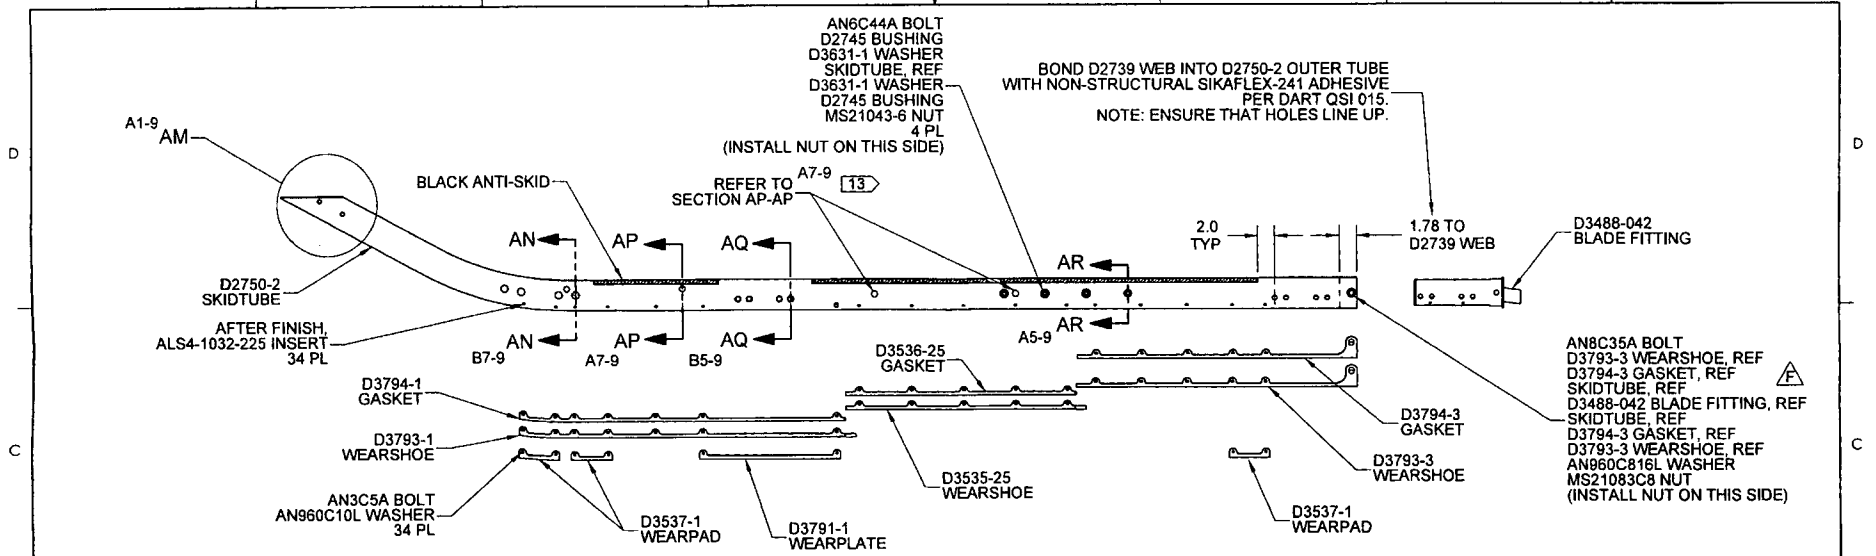 AN6C44A BOLT
D2745 BUSHING
D3631-1 WASHER
SKIDTUBE, REF
D3631-1 WASHER
D2745 BUSHING
MS21043-6 NUT
4 PL
(INSTALL NUT ON THIS SIDE)
BOND D2739 WEB INTO D2750-2 OUTER TUBE
WITH NON-STRUCTURAL SIKAFLEX-241 ADHESIVE
PER DART QSI 015.
NOTE: ENSURE THAT HOLES LINE UP.
A1-9
AM
D
D
BLACK ANTI-SKID
REFER TO
SECTION AP-AP
A7-9
13
2.0
TYP
1.78 TO
D2739 WEB
D3488-042
BLADE FITTING
AN
AP
AQ
AR
D2750-2
SKIDTUBE
AFTER FINISH,
ALS4-1032-225 INSERT
34 PL
B7-9
AN
A7-9
AP
B5-9
AQ
A5-9
AR
D3794-1
GASKET
D3536-25
GASKET
AN8C35A BOLT
D3793-3 WEARSHOE, REF
D3794-3 GASKET, REF
SKIDTUBE, REF
D3488-042 BLADE FITTING, REF
SKIDTUBE, REF
D3794-3 GASKET, REF
D3793-3 WEARSHOE, REF
AN960C816L WASHER
MS21083C8 NUT
(INSTALL NUT ON THIS SIDE)
F
D3793-1
WEARSHOE
D3794-3
GASKET
C
C
D3535-25
WEARSHOE
D3793-3
WEARSHOE
AN3C5A BOLT
AN960C10L WASHER
34 PL
D3537-1
WEARPAD
D3791-1
WEARPLATE
D3537-1
WEARPAD